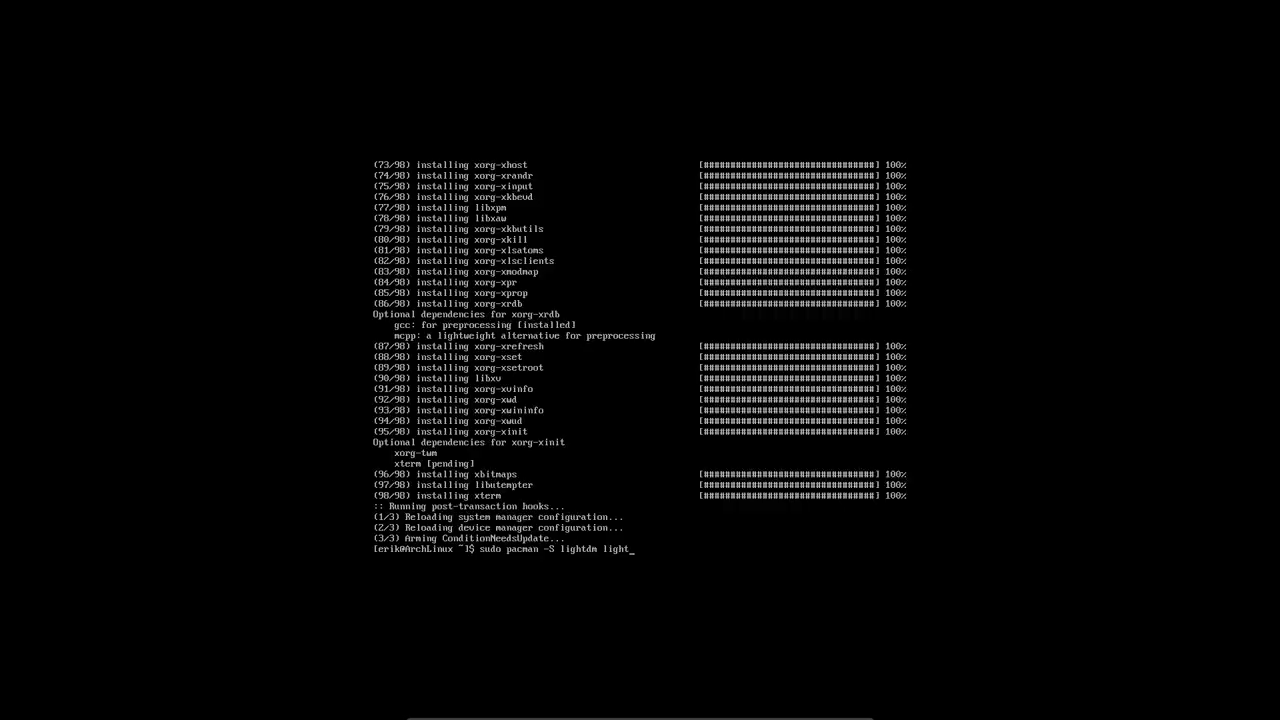 (73/98) installing xorg-xhost [################################] 100%
(74/98) installing xorg-xrandr [################################] 100%
(75/98) installing xorg-xinput [################################] 100%
(76/98) installing xorg-xkbevd [################################] 100%
(77/98) installing libxpm [################################] 100%
(78/98) installing libxaw [################################] 100%
(79/98) installing xorg-xkbutils [################################] 100%
(80/98) installing xorg-xkill [################################] 100%
(81/98) installing xorg-xlsatoms [################################] 100%
(82/98) installing xorg-xlsclients [################################] 100%
(83/98) installing xorg-xmodmap [################################] 100%
(84/98) installing xorg-xpr [################################] 100%
(85/98) installing xorg-xprop [################################] 100%
(86/98) installing xorg-xrdb [################################] 100%
Optional dependencies for xorg-xrdb
gcc: for preprocessing [installed]
mcpp: a lightweight alternative for preprocessing
(87/98) installing xorg-xrefresh [################################] 100%
(88/98) installing xorg-xset [################################] 100%
(89/98) installing xorg-xsetroot [################################] 100%
(90/98) installing libxv [################################] 100%
(91/98) installing xorg-xvinfo [################################] 100%
(92/98) installing xorg-xwd [################################] 100%
(93/98) installing xorg-xwininfo [################################] 100%
(94/98) installing xorg-xwud [################################] 100%
(95/98) installing xorg-xinit [################################] 100%
Optional dependencies for xorg-xinit
xorg-twm
xterm [pending]
(96/98) installing xbitmaps [################################] 100%
(97/98) installing libutempter [################################] 100%
(98/98) installing xterm [################################] 100%
:: Running post-transaction hooks...
(1/3) Reloading system manager configuration...
(2/3) Reloading device manager configuration...
(3/3) Arming ConditionNeedsUpdate...
[erik@ArchLinux ~]$ sudo pacman -S lightdm light_